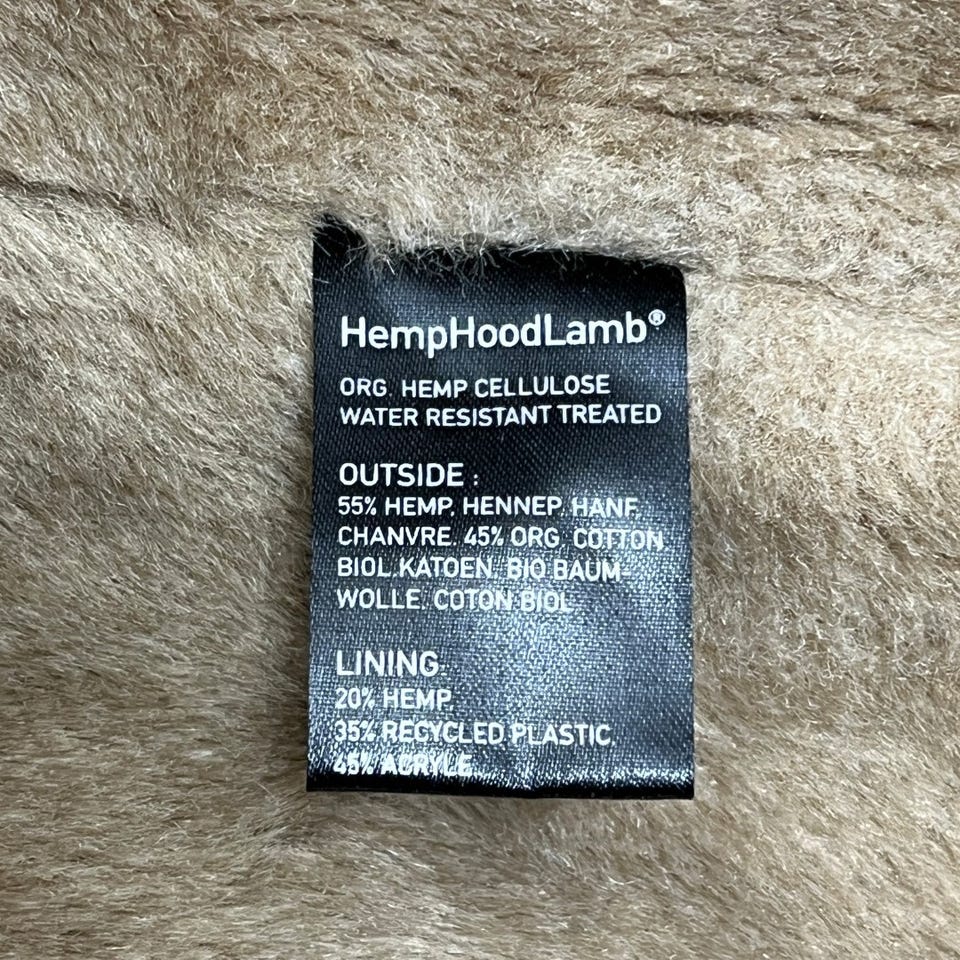 HempHoodLamb®
ORG. HEMP CELLULOSE
WATER RESISTANT TREATED
OUTSIDE :
55% HEMP, HENNEP, HANF,
CHANVRE. 45% ORG. COTTON,
BIOL.KATOEN, BIO BAUM-
WOLLE. COTON BIOL
LINING:
20% HEMP,
35% RECYCLED PLASTIC,
45% ACRYLE